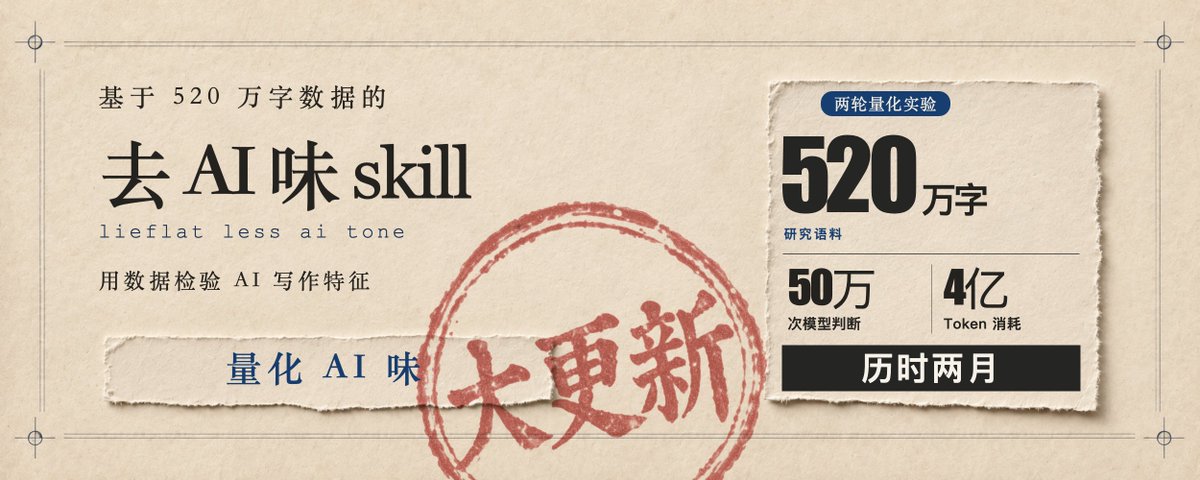 基于 520 万字数据的
去 AI 味 skill
lieflat less ai tone
用数据检验 AI 写作特征
量化 AI 味
大更新
两轮量化实验
520 万字
研究语料
50万
次模型判断
4亿
Token 消耗
历时两月